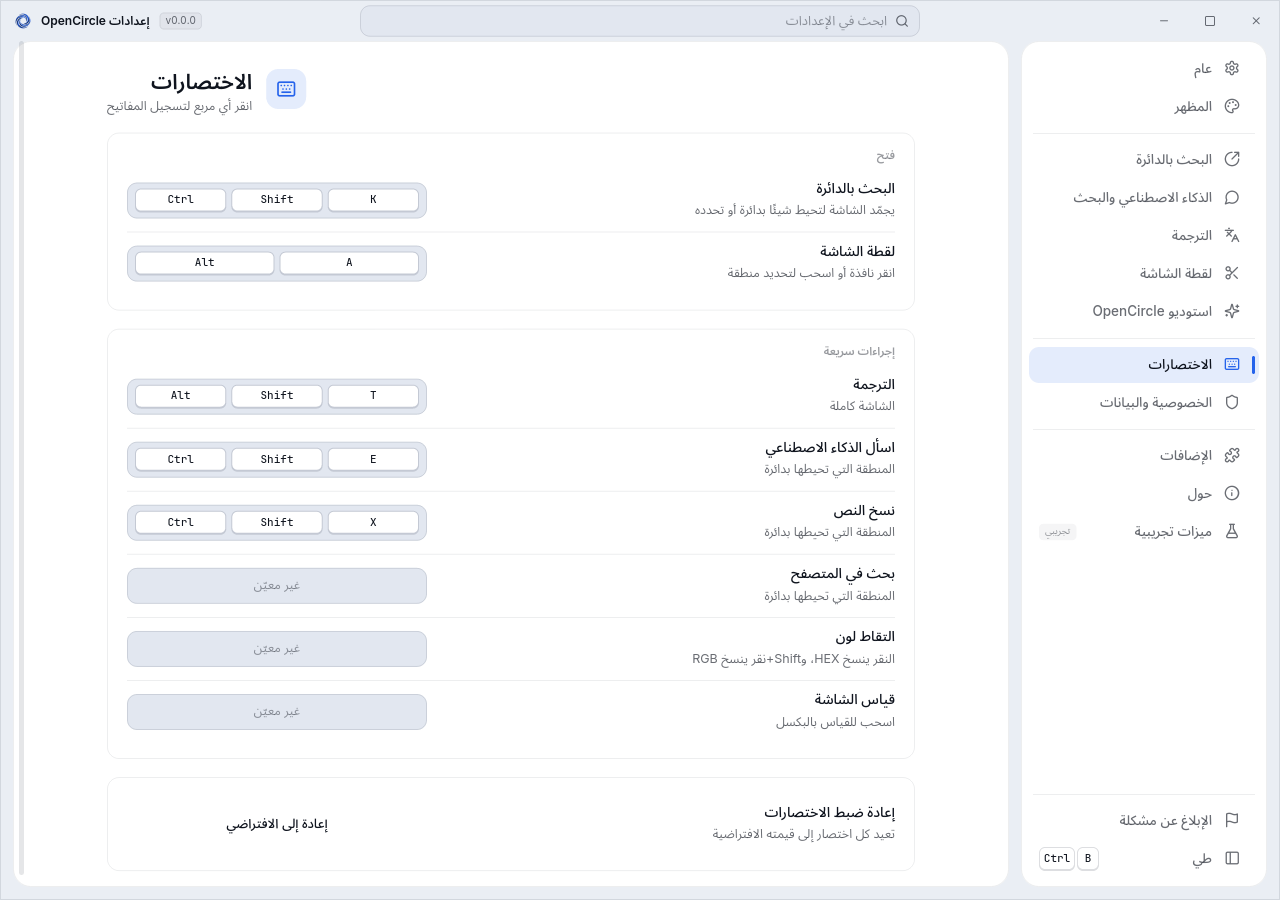 إعدادات OpenCircle
v0.0.0
ابحث في الإعدادات
عام
المظهر
البحث بالدائرة
الذكاء الاصطناعي والبحث
الترجمة
لقطة الشاشة
استوديو OpenCircle
الاختصارات
الخصوصية والبيانات
الإضافات
حول
ميزات تجريبية
تجريبي
الإبلاغ عن مشكلة
طي
Ctrl B
الاختصارات
انقر أي مربع لتسجيل المفاتيح
فتح
البحث بالدائرة
يجمّد الشاشة لتحيط شيئًا بدائرة أو تحدده
Ctrl Shift K
لقطة الشاشة
انقر نافذة أو اسحب لتحديد منطقة
Alt A
إجراءات سريعة
الترجمة
الشاشة كاملة
Alt Shift T
اسأل الذكاء الاصطناعي
المنطقة التي تحيطها بدائرة
Ctrl Shift E
نسخ النص
المنطقة التي تحيطها بدائرة
Ctrl Shift X
بحث في المتصفح
المنطقة التي تحيطها بدائرة
غير معيّن
التقاط لون
النقر ينسخ HEX، وShift+نقر ينسخ RGB
غير معيّن
قياس الشاشة
اسحب للقياس بالبكسل
غير معيّن
إعادة ضبط الاختصارات
تعيد كل اختصار إلى قيمته الافتراضية
إعادة إلى الافتراضي